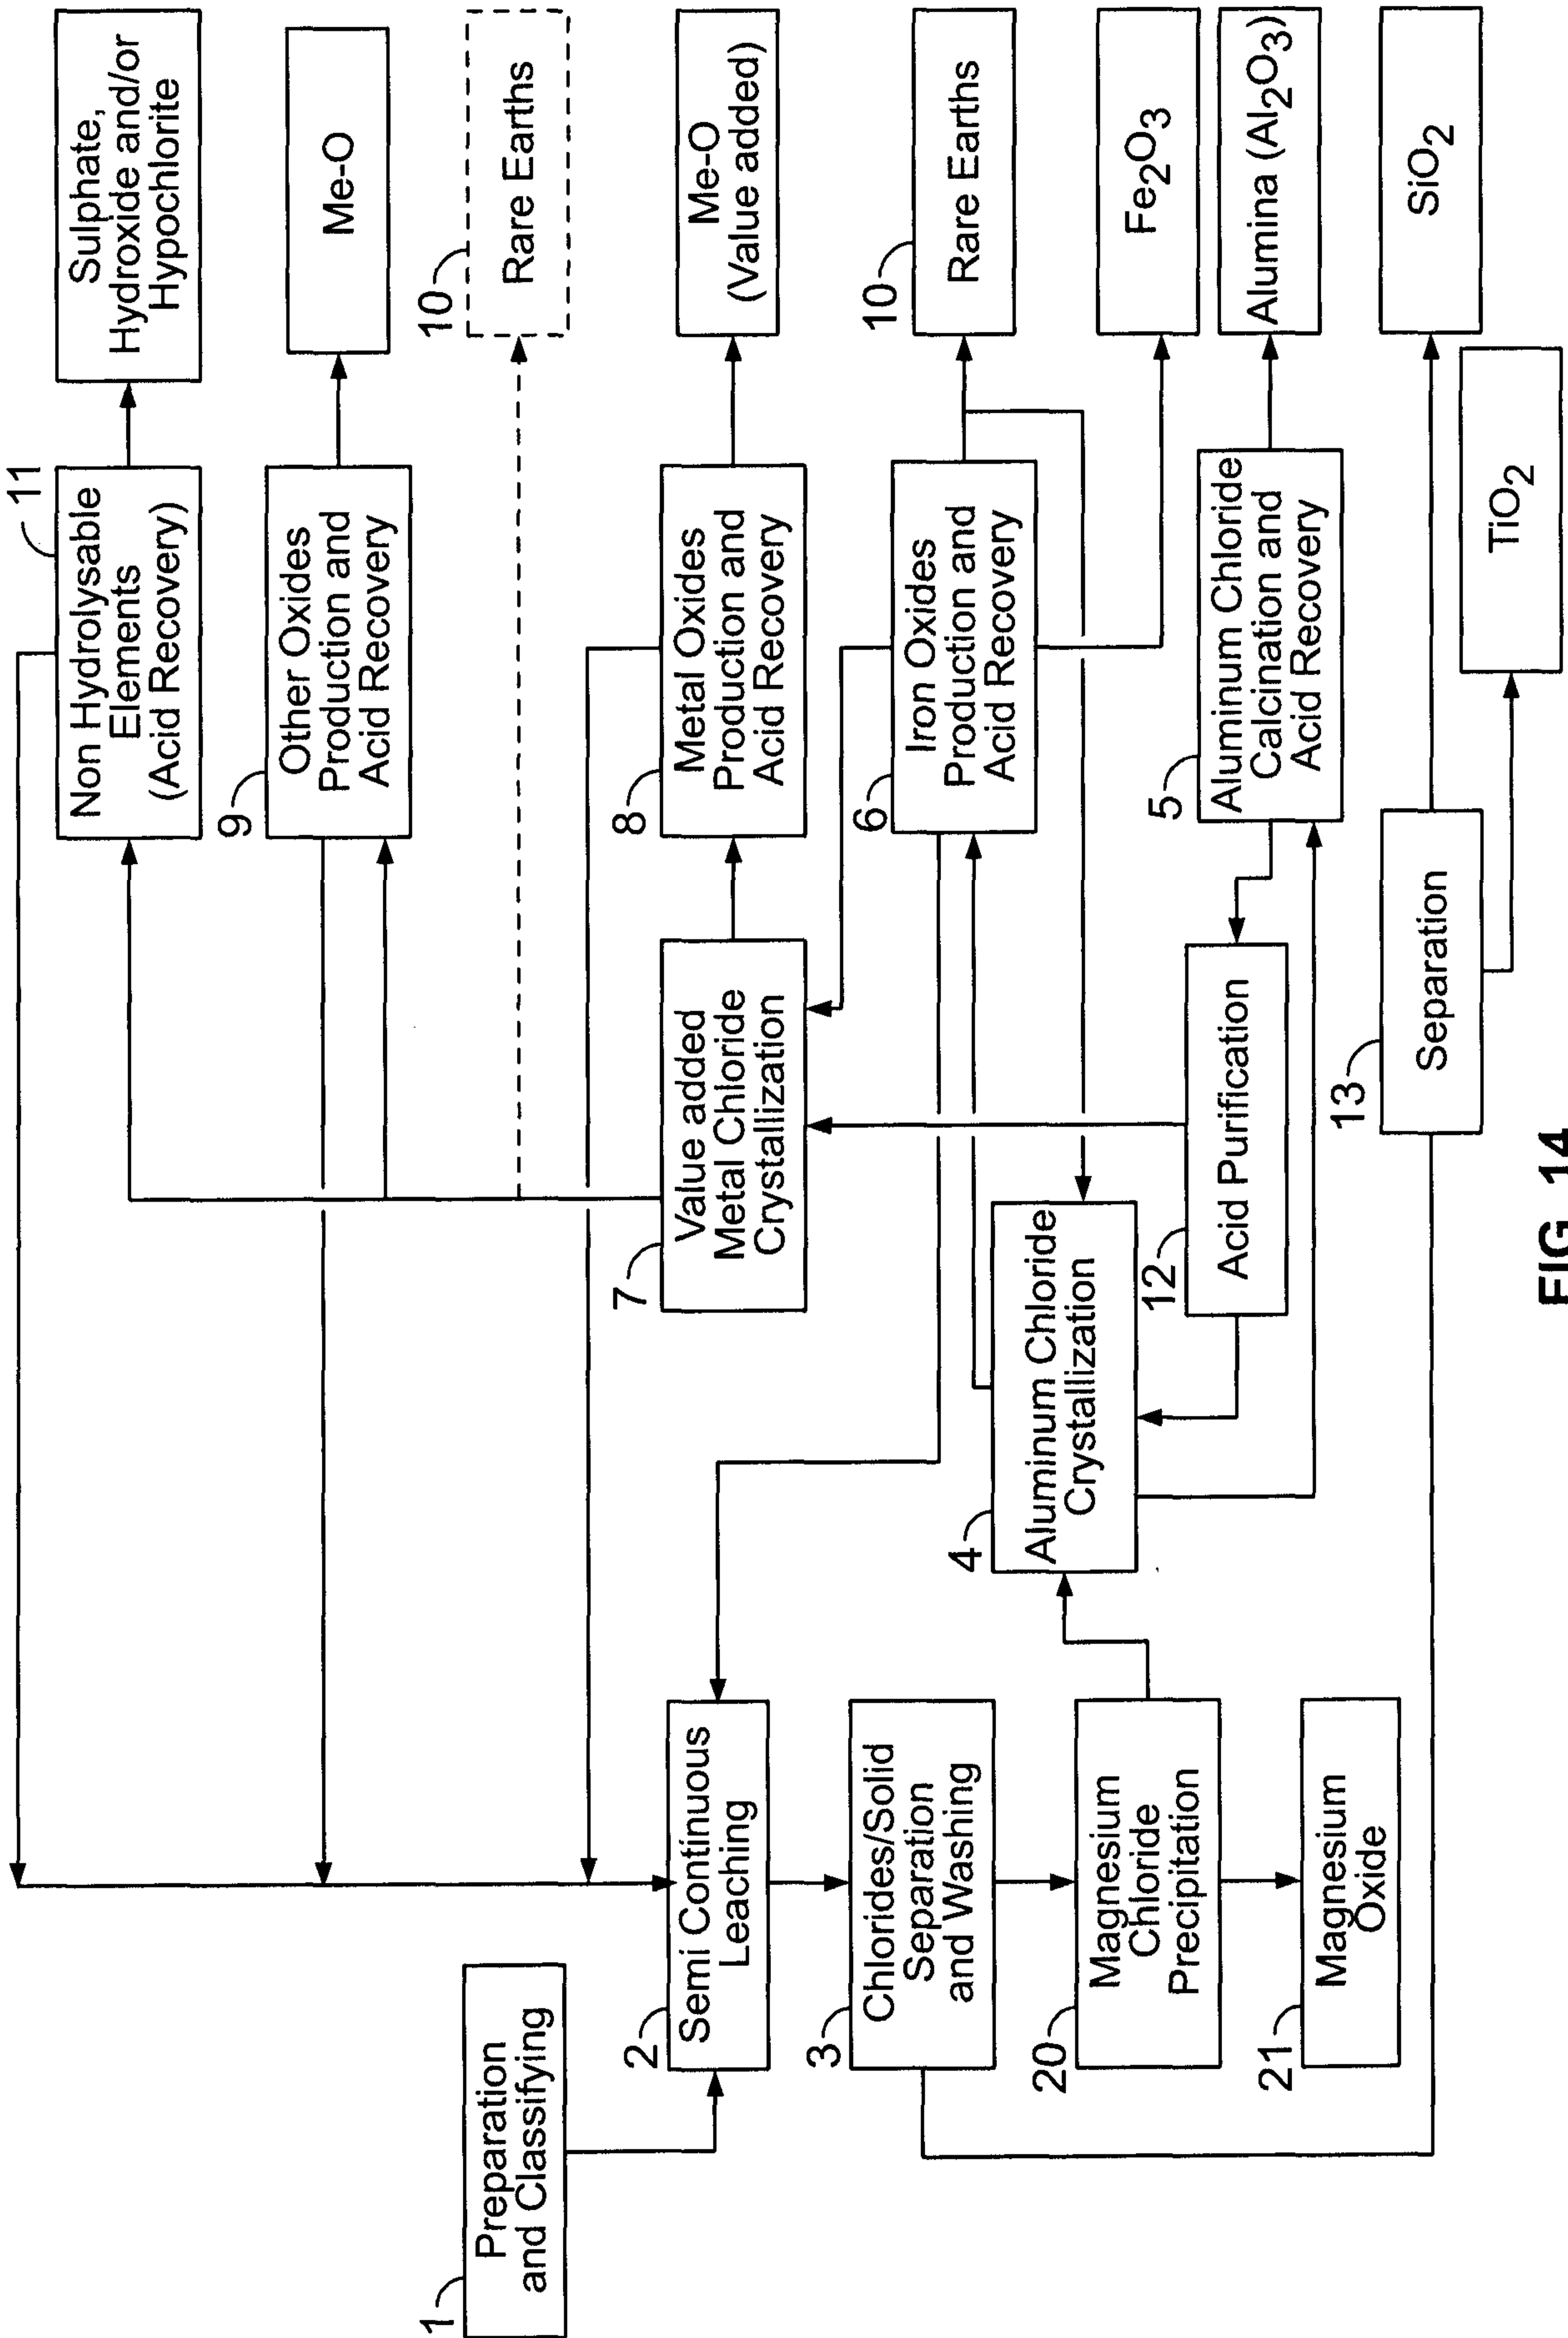 1
Preparation
and Classifying
2
Semi Continuous
Leaching
3
Chlorides/Solid
Separation
and Washing
20
Magnesium
Chloride
Precipitation
21
Magnesium
Oxide
4
Aluminum Chloride
Crystallization
7
Value added
Metal Chloride
Crystallization
12
Acid Purification
13
Separation
11
Non Hydrolysable
Elements
(Acid Recovery)
9
Other Oxides
Production and
Acid Recovery
8
Metal Oxides
Production and
Acid Recovery
6
Iron Oxides
Production and
Acid Recovery
5
Aluminum Chloride
Calcination and
Acid Recovery
Sulphate,
Hydroxide and/or
Hypochlorite
Me-O
10
Rare Earths
Me-O
(Value added)
10
Rare Earths
Fe2O3
Alumina (Al2O3)
SiO2
TiO2
FIG. 14